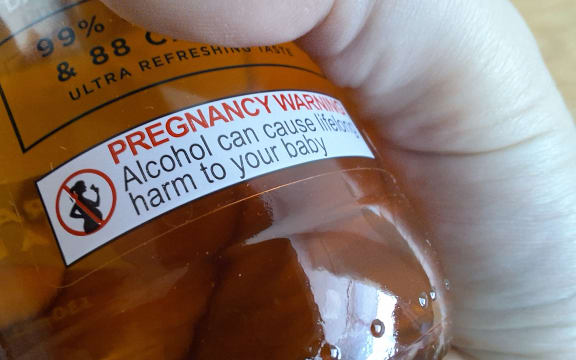 99%
& 88 C
ULTRA REFRESHING TASTE
PREGNANCY WARNING
Alcohol can cause lifelong
harm to your baby